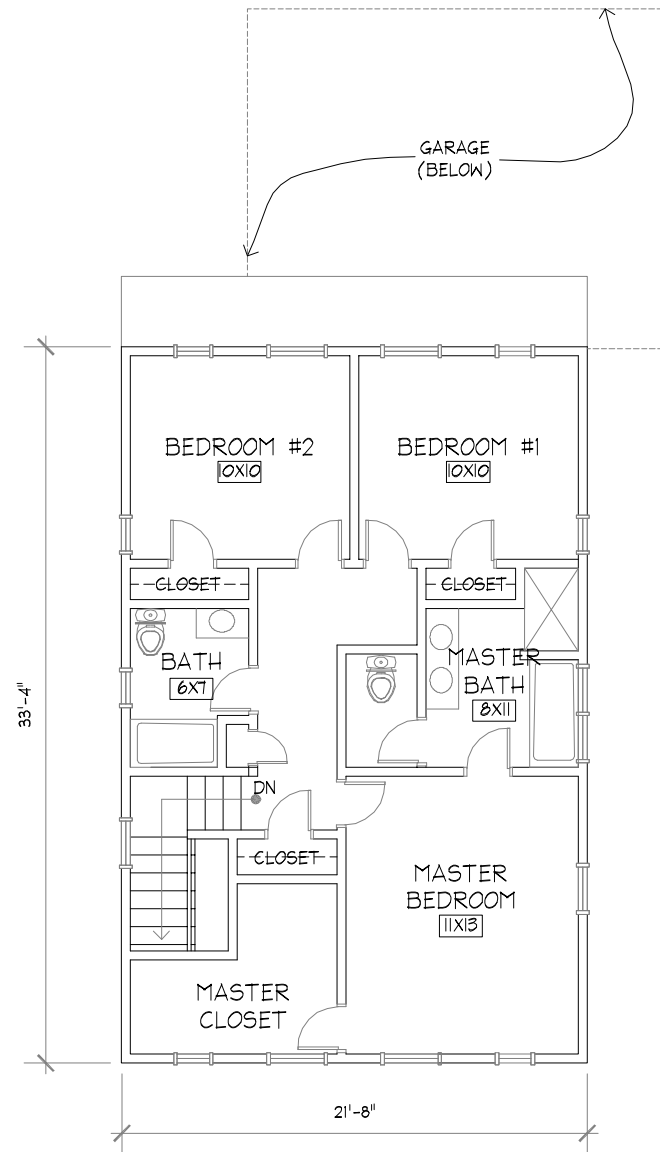 GARAGE
(BELOW)
BEDROOM #2
10X10
BEDROOM #1
10X10
CLOSET
CLOSET
BATH
6X7
MASTER
BATH
8X11
33'-4"
DN
CLOSET
MASTER
BEDROOM
11X13
MASTER
CLOSET
21'-8"